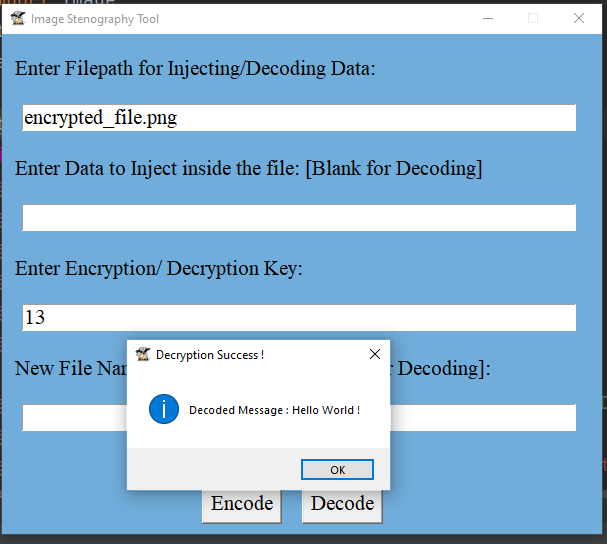 Image Stenography Tool
Enter Filepath for Injecting/Decoding Data:
encrypted_file.png
Enter Data to Inject inside the file: [Blank for Decoding]
Enter Encryption/ Decryption Key:
13
Decryption Success !
New File Decoding]:
Decoded Message : Hello World !
OK
Encode Decode